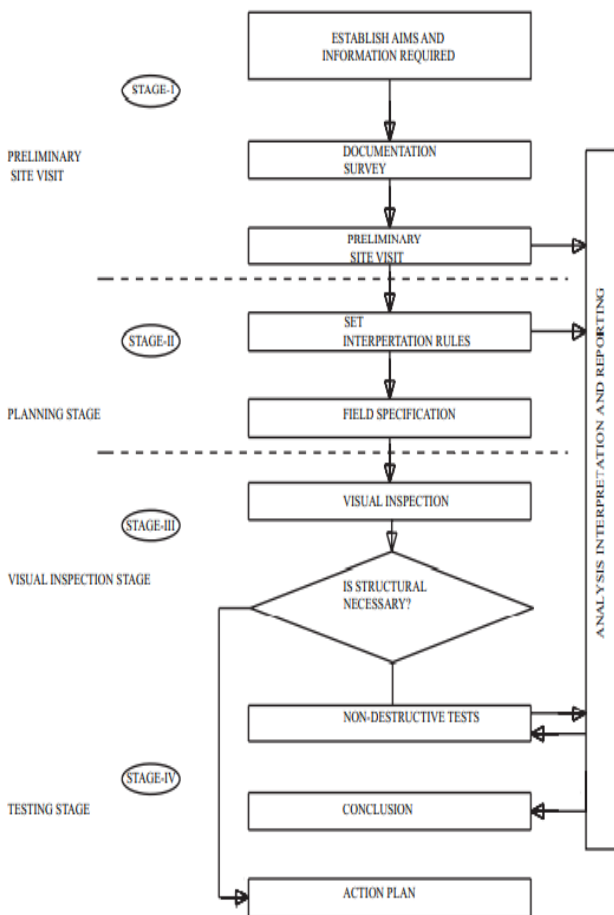 ESTABLISH AIMS AND
INFORMATION REQUIRED
STAGE-I
PRELIMINARY
SITE VISIT
DOCUMENTATION
SURVEY
PRELIMINARY
SITE VISIT
SET
INTERPERTATION RULES
STAGE-II
PLANNING STAGE
FIELD SPECIFICATION
VISUAL INSPECTION
STAGE-III
VISUAL INSPECTION STAGE
IS STRUCTURAL
NECESSARY?
NON-DESTRUCTIVE TESTS
STAGE-IV
TESTING STAGE
CONCLUSION
ACTION PLAN
ANALYSIS INTERPRETATION AND REPORTING